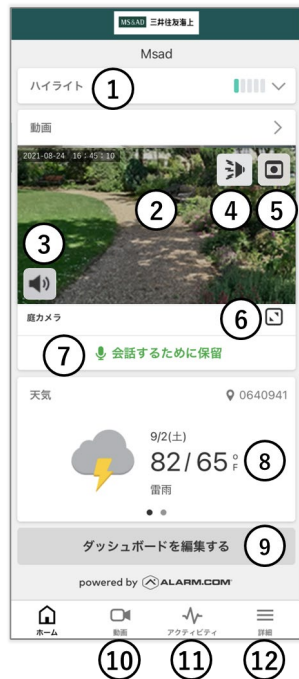 MS&AD 三井住友海上
Msad
ハイライト
①
動画
2021-08-24 16:45:10
②
③
④
⑤
庭カメラ
⑥
⑦
会話するために保留
天気
0640941
9/2(土)
82/65 °F
⑧
雷雨
ダッシュボードを編集する
⑨
powered by ALARM.COM
ホーム
動画
アクティビティ
詳細
⑩
⑪
⑫